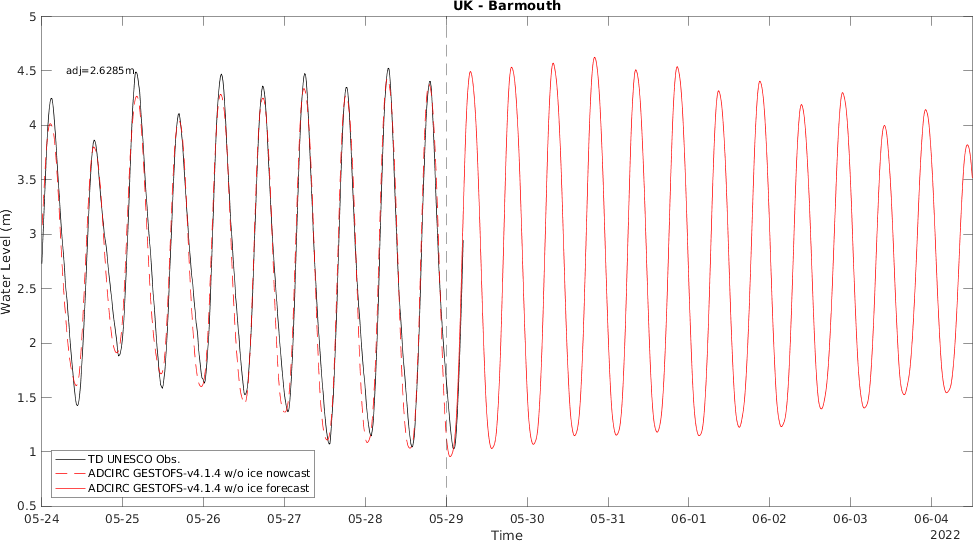 UK - Barmouth
5
4.5
4
3.5
3
2.5
2
1.5
1
0.5
Water Level (m)
adj=2.6285m
TD UNESCO Obs.
ADCIRC GESTOFS-v4.1.4 w/o ice nowcast
ADCIRC GESTOFS-v4.1.4 w/o ice forecast
05-24 05-25 05-26 05-27 05-28 05-29 05-30 05-31 06-01 06-02 06-03 06-04
2022
Time